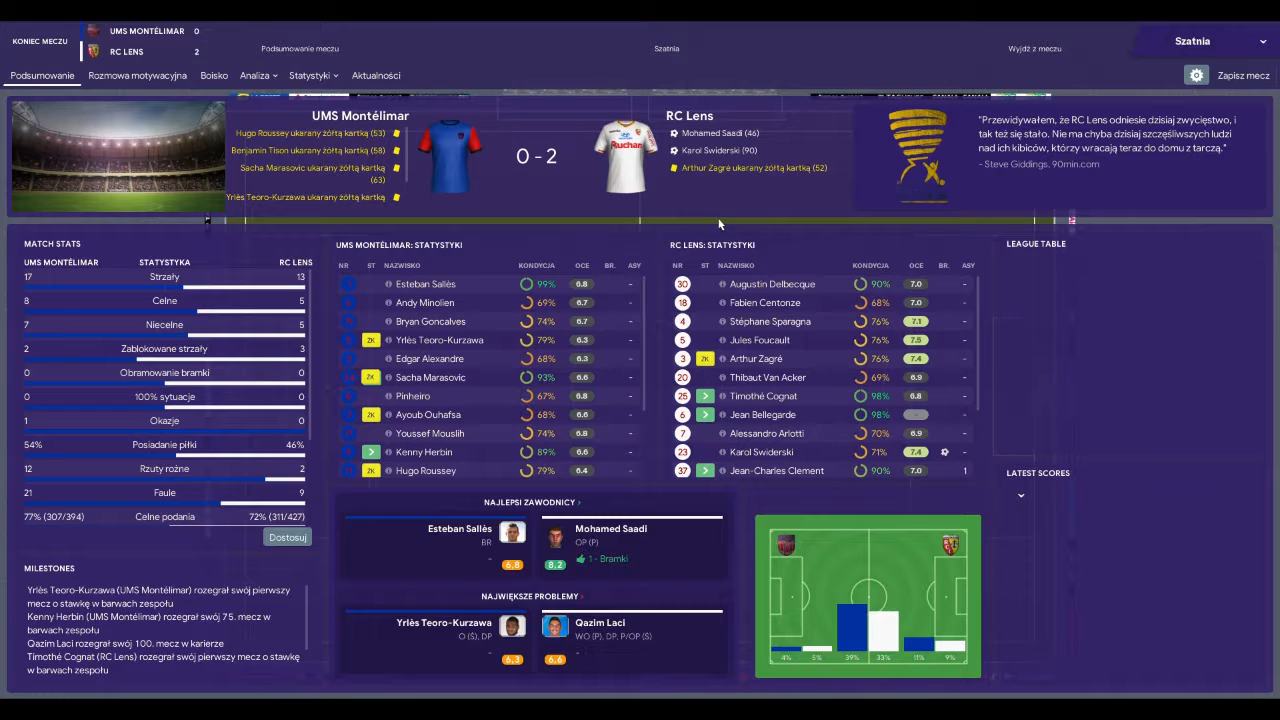 KONIEC MECZU
UMS MONTÉLIMAR 0
RC LENS 2
Podsumowanie meczu
Szatnia
Wyjdź z meczu
Szatnia
Podsumowanie
Rozmowa motywacyjna
Boisko
Analiza
Statystyki
Aktualności
Zapisz mecz
UMS Montélimar
Hugo Roussey ukarany żółtą kartką (53)
Benjamin Tison ukarany żółtą kartką (58)
Sacha Marasovic ukarany żółtą kartką
(63)
Yrlès Teoro-Kurzawa ukarany żółtą kartką
0 - 2
Auchan
RC Lens
Mohamed Saadi (46)
Karol Swiderski (90)
Arthur Zagré ukarany żółtą kartką (52)
"Przewidywałem, że RC Lens odniesie dzisiaj zwycięstwo, i
tak też się stało. Nie ma chyba dzisiaj szczęśliwszych ludzi
nad ich kibiców, którzy wracają teraz do domu z tarczą."
- Steve Giddings, 90min.com
MATCH STATS
UMS MONTÉLIMAR STATYSTYKA RC LENS
17 Strzały 13
8 Celne 5
7 Niecelne 5
2 Zablokowane strzały 3
0 Obramowanie bramki 0
0 100% sytuacje 0
1 Okazje 0
54% Posiadanie piłki 46%
12 Rzuty rożne 2
21 Faule 9
77% (307/394) Celne podania 72% (311/427)
Dostosuj
MILESTONES
Yrlès Teoro-Kurzawa (UMS Montélimar) rozegrał swój pierwszy
mecz o stawkę w barwach zespołu
Kenny Herbin (UMS Montélimar) rozegrał swój 75. mecz w
barwach zespołu
Qazim Laci rozegrał swój 100. mecz w karierze
Timothé Cognat (RC Lens) rozegrał swój pierwszy mecz o stawkę
w barwach zespołu
UMS MONTÉLIMAR: STATYSTYKI
NR ST NAZWISKO KONDYCJA OCE BR. ASY
Esteban Sallès 99% 6.8 -
Andy Minolien 69% 6.7 -
Bryan Goncalves 74% 6.7 -
ZK Yrlès Teoro-Kurzawa 79% 6.3 -
Edgar Alexandre 68% 6.3 -
ZK Sacha Marasovic 93% 6.6 -
Pinheiro 67% 6.8 -
ZK Ayoub Ouhafsa 68% 6.6 -
Youssef Mouslih 74% 6.8 -
Kenny Herbin 89% 6.6 -
ZK Hugo Roussey 79% 6.4 -
RC LENS: STATYSTYKI
NR ST NAZWISKO KONDYCJA OCE BR. ASY
30 Augustin Delbecque 90% 7.0 -
18 Fabien Centonze 68% 7.0 -
4 Stéphane Sparagna 76% 7.1 -
5 Jules Foucault 76% 7.5 -
3 ZK Arthur Zagré 76% 7.4 -
20 Thibaut Van Acker 69% 6.9 -
25 Timothé Cognat 98% 6.8 -
6 Jean Bellegarde 98% - -
7 Alessandro Arlotti 70% 6.9 -
23 Karol Swiderski 71% 7.4 -
37 Jean-Charles Clement 90% 7.0 1
NAJLEPSI ZAWODNICY
Esteban Sallès
BR
-
6,8
Mohamed Saadi
OP (P)
1 - Bramki
8,2
NAJWIĘKSZE PROBLEMY
Yrlès Teoro-Kurzawa
O (Ś), DP
-
6,3
Qazim Laci
WO (P), DP, P/OP (Ś)
-
6,6
4% 5% 39% 33% 11% 9%
LEAGUE TABLE
LATEST SCORES